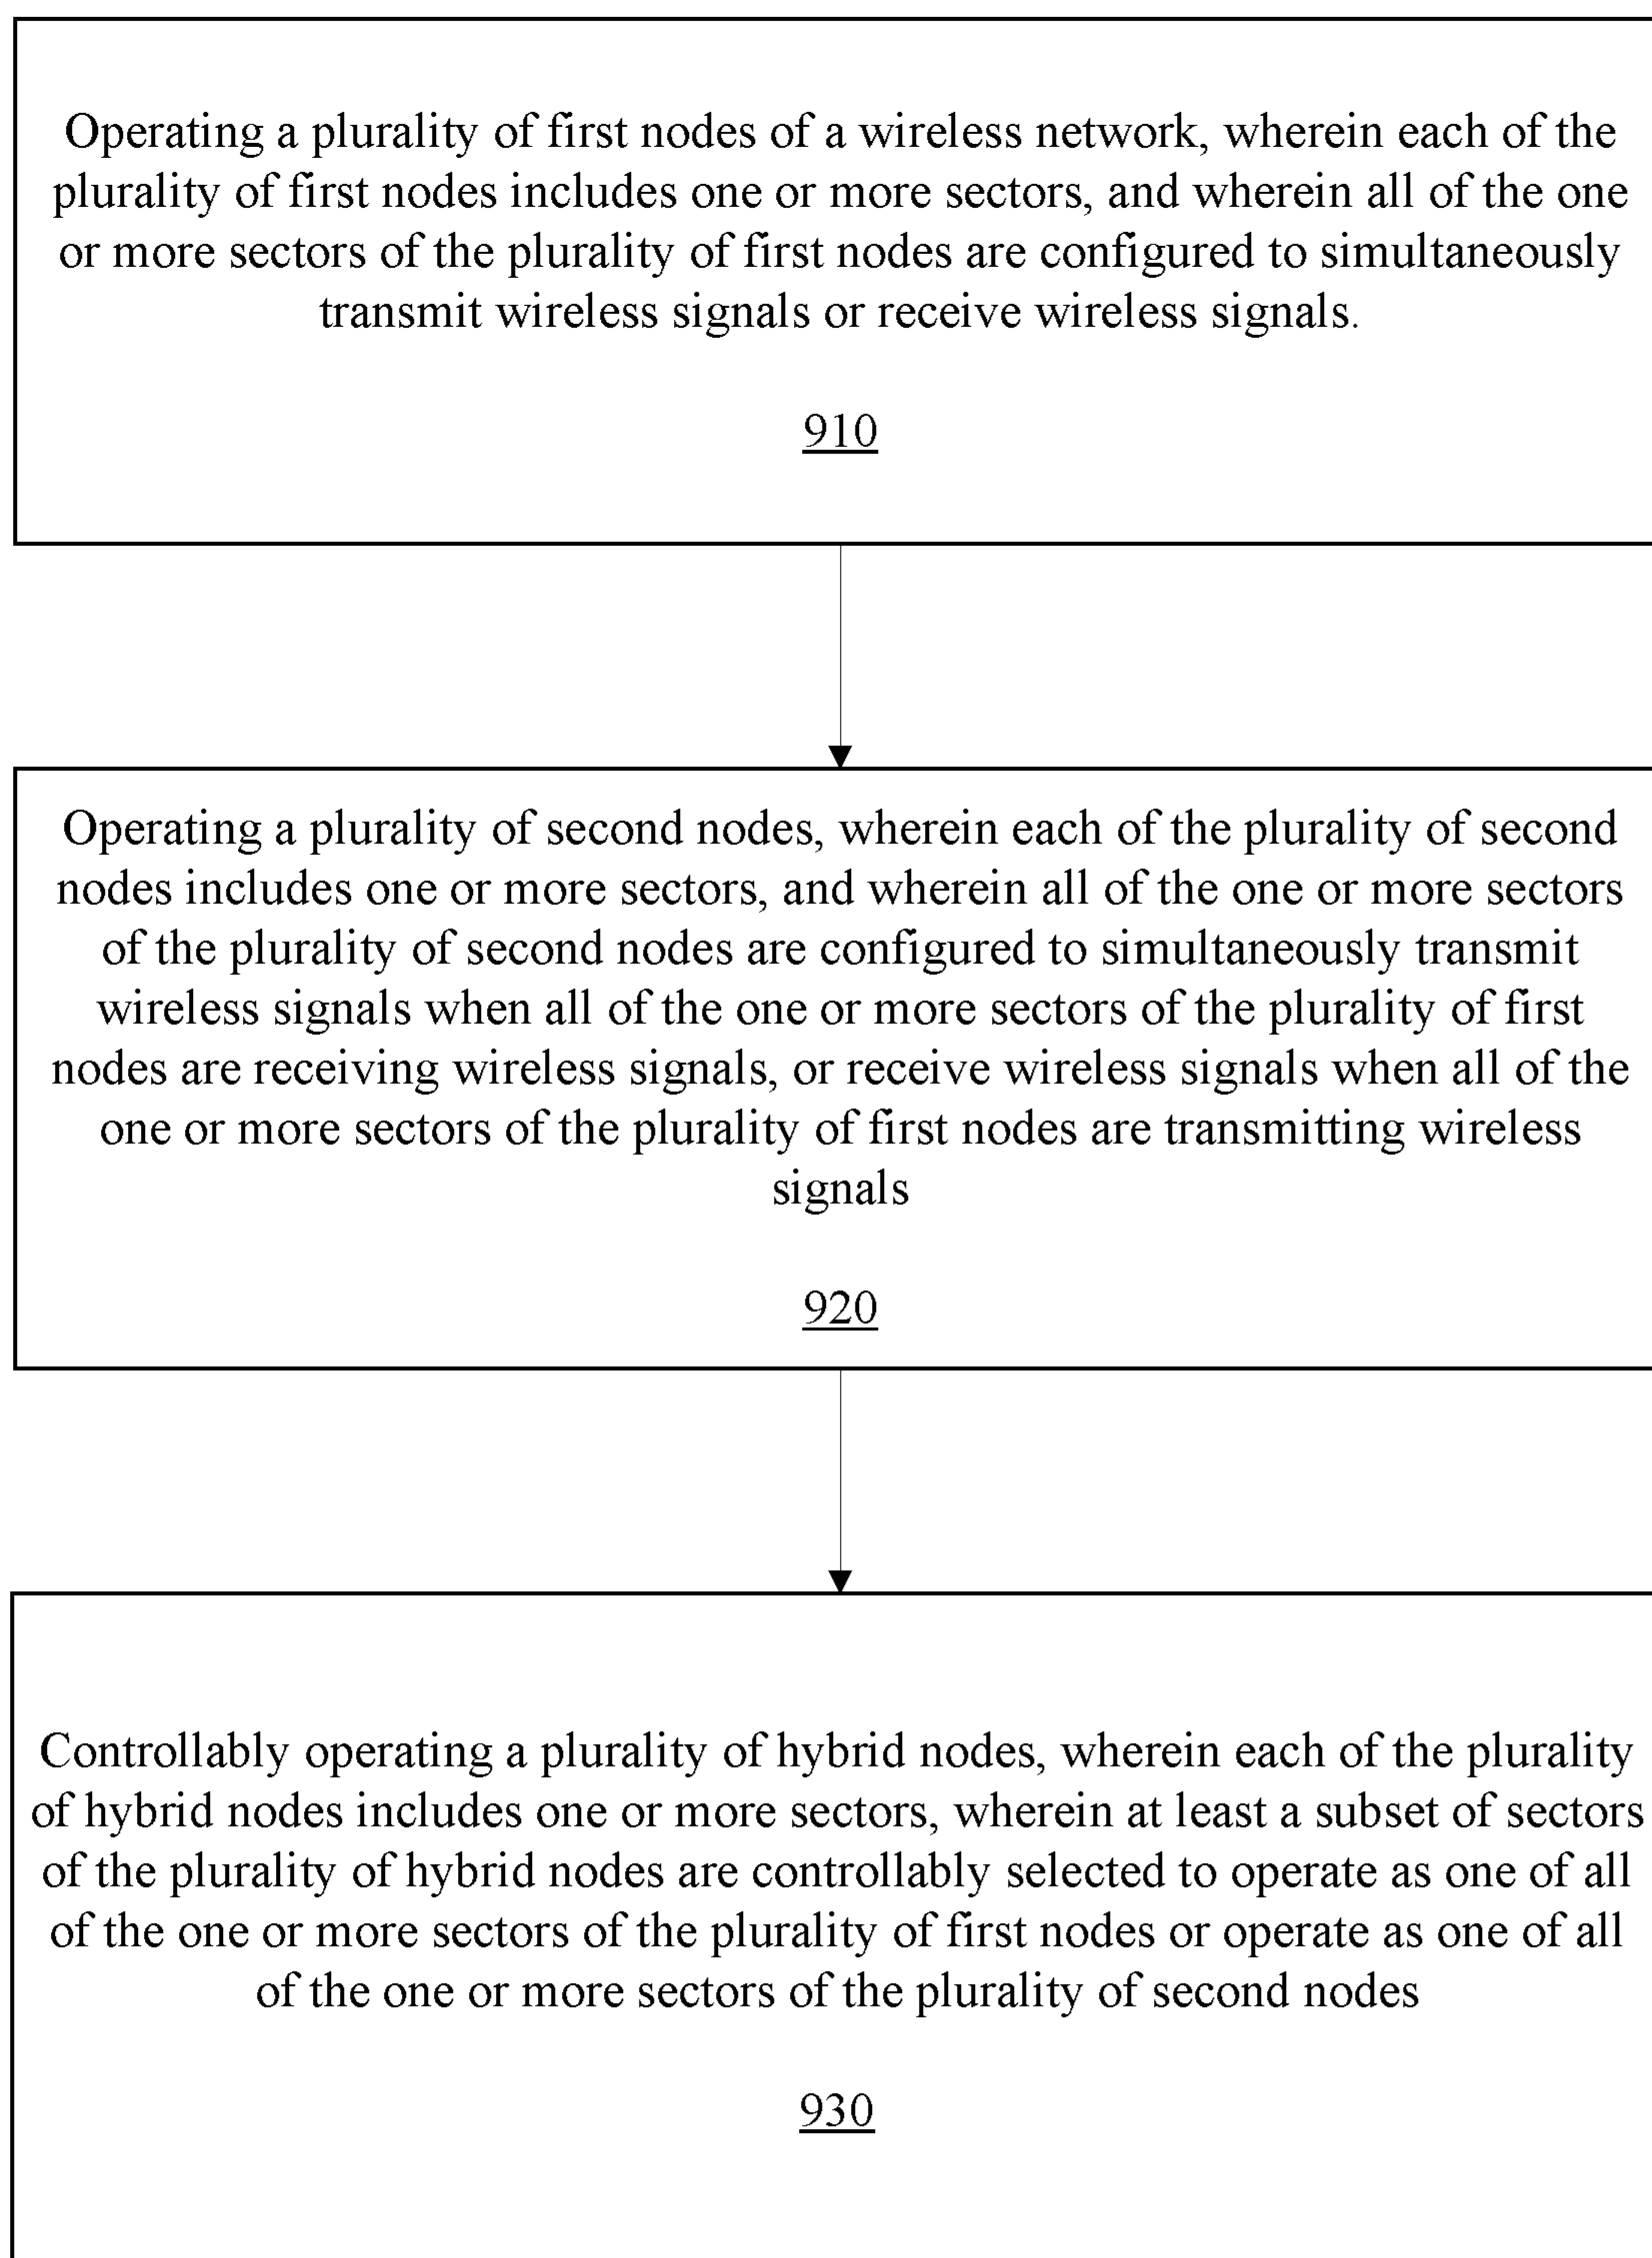 Operating a plurality of first nodes of a wireless network, wherein each of the
plurality of first nodes includes one or more sectors, and wherein all of the one
or more sectors of the plurality of first nodes are configured to simultaneously
transmit wireless signals or receive wireless signals.
910
Operating a plurality of second nodes, wherein each of the plurality of second
nodes includes one or more sectors, and wherein all of the one or more sectors
of the plurality of second nodes are configured to simultaneously transmit
wireless signals when all of the one or more sectors of the plurality of first
nodes are receiving wireless signals, or receive wireless signals when all of the
one or more sectors of the plurality of first nodes are transmitting wireless
signals
920
Controllably operating a plurality of hybrid nodes, wherein each of the plurality
of hybrid nodes includes one or more sectors, wherein at least a subset of sectors
of the plurality of hybrid nodes are controllably selected to operate as one of all
of the one or more sectors of the plurality of first nodes or operate as one of all
of the one or more sectors of the plurality of second nodes
930